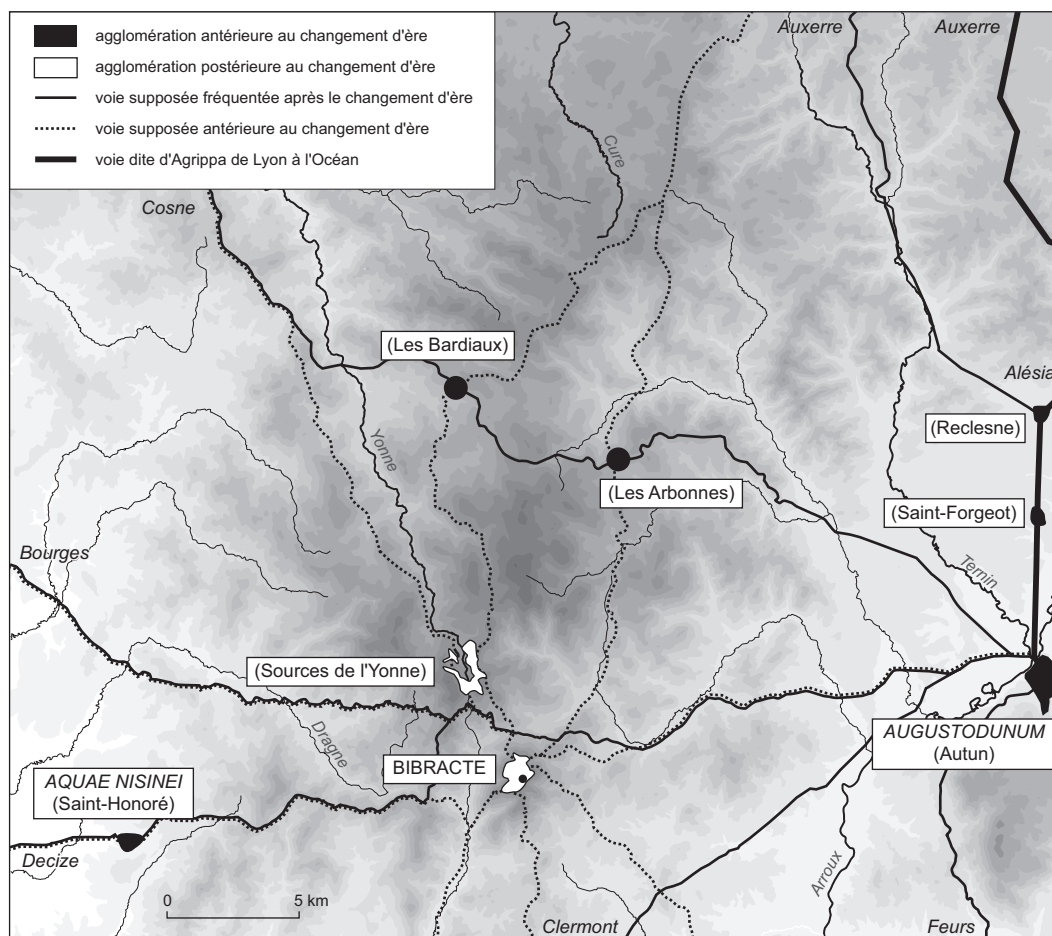 agglomération antérieure au changement d'ère
agglomération postérieure au changement d'ère
voie supposée fréquentée après le changement d'ère
voie supposée antérieure au changement d'ère
voie dite d'Agrippa de Lyon à l'Océan
Auxerre
Auxerre
Cure
Cosne
(Les Bardiaux)
Alésia
(Reclesne)
Yonne
(Les Arbonnes)
(Saint-Forgeot)
Bourges
Ternin
(Sources de l'Yonne)
Dragne
BIBRACTE
AUGUSTODUNUM
(Autun)
AQUAE NISINEI
(Saint-Honoré)
Decize
Arroux
0 5 km
Clermont
Feurs